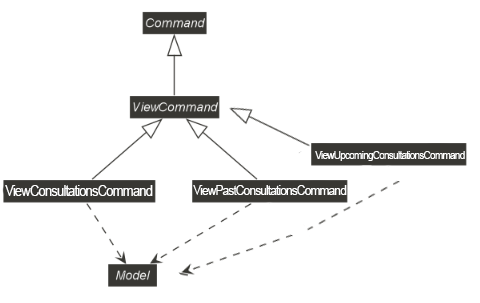 Command
ViewCommand
ViewUpcomingConsultationsCommand
ViewConsultationsCommand
ViewPastConsultationsCommand
Model